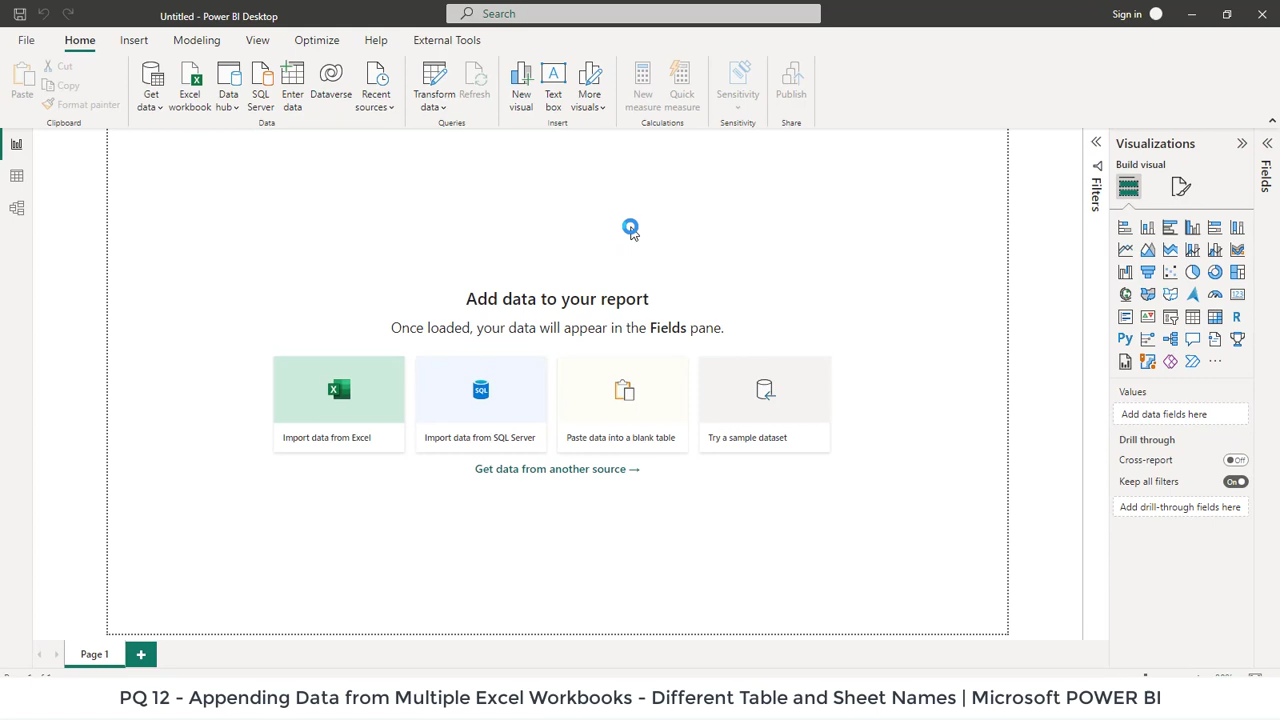 Untitled - Power BI Desktop
Search
Sign in
File Home Insert Modeling View Optimize Help External Tools
Paste
Cut
Copy
Format painter
Clipboard
Get data
Excel workbook
Data hub
SQL Server
Enter data
Dataverse
Recent sources
Data
Transform data
Refresh
Queries
New visual
Text box
More visuals
Insert
New measure
Quick measure
Calculations
Sensitivity
Sensitivity
Publish
Share
Add data to your report
Once loaded, your data will appear in the Fields pane.
SQL
Import data from Excel
Import data from SQL Server
Paste data into a blank table
Try a sample dataset
Get data from another source →
Filters
Visualizations
Build visual
123
R
Py
Values
Add data fields here
Drill through
Cross-report
Off
Keep all filters
On
Add drill-through fields here
Fields
Page 1
PQ 12 - Appending Data from Multiple Excel Workbooks - Different Table and Sheet Names | Microsoft POWER BI